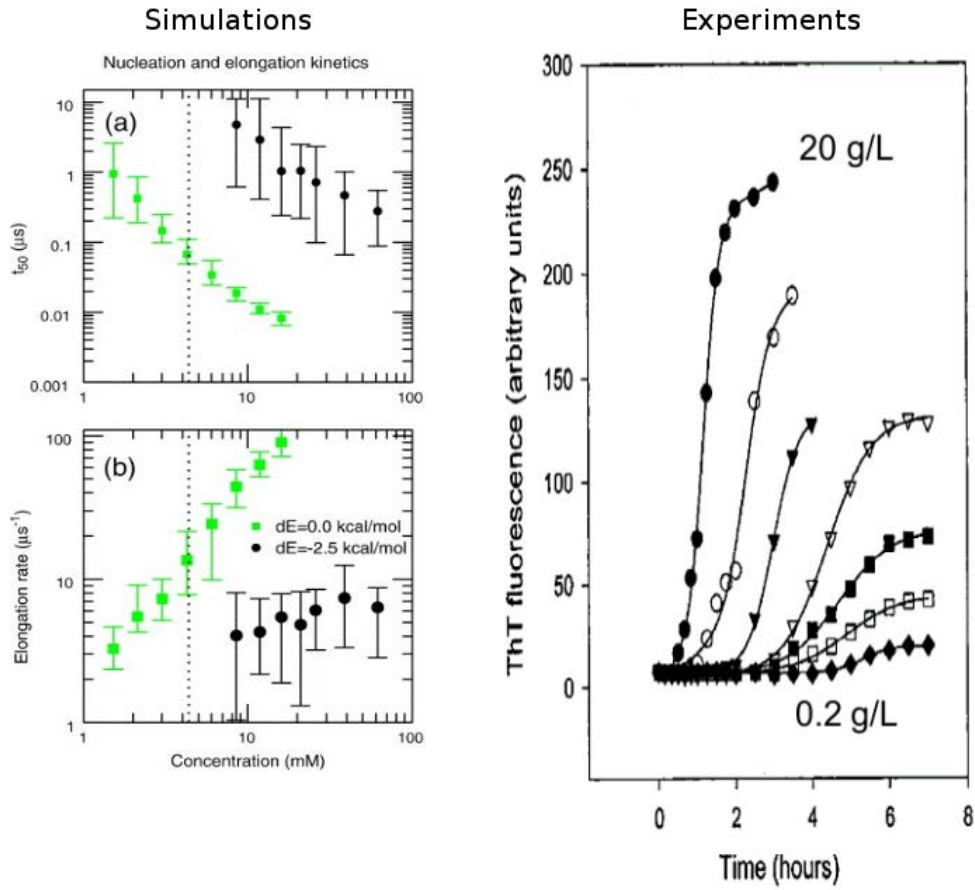 Simulations
Nucleation and elongation kinetics
(a)
10
1
0.1
0.01
0.001
t50 (μs)
1
10
100
(b)
100
10
1
Elongation rate (μs-1)
dE=0.0 kcal/mol
dE=-2.5 kcal/mol
1
10
100
Concentration (mM)
Experiments
300
250
200
150
100
50
0
ThT fluorescence (arbitrary units)
20 g/L
0.2 g/L
0 2 4 6 8
Time (hours)